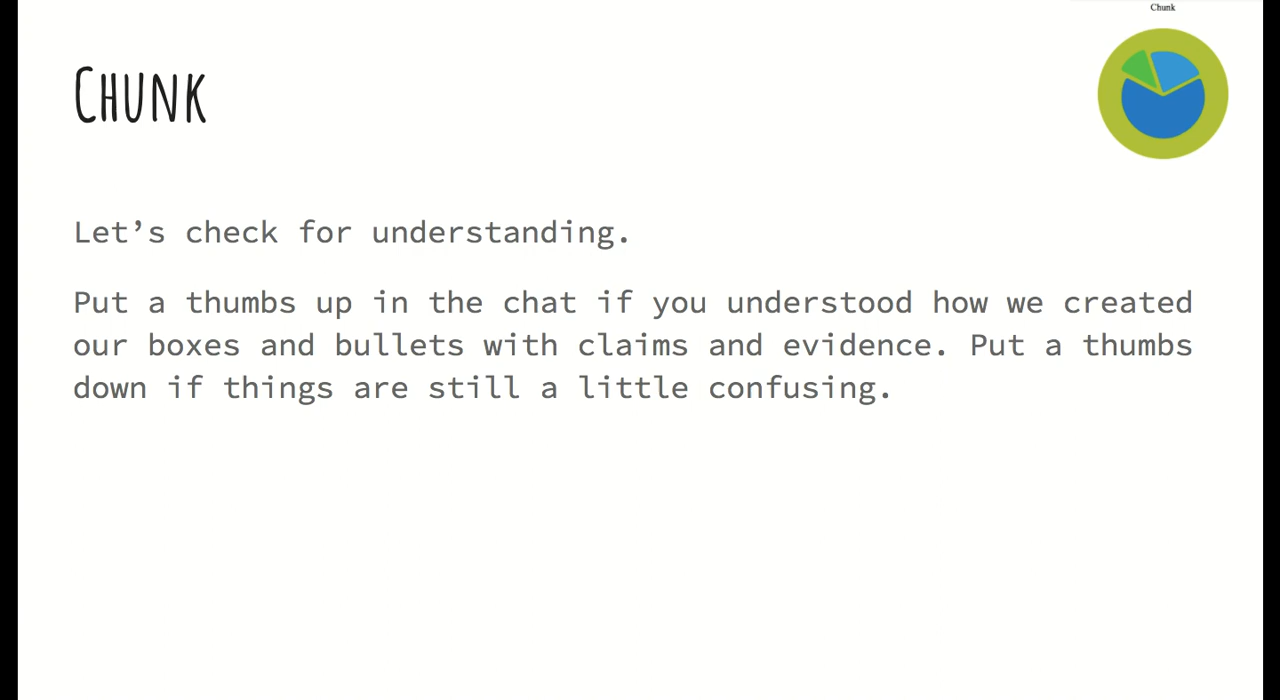 Chunk
CHUNK
Let’s check for understanding.
Put a thumbs up in the chat if you understood how we created
our boxes and bullets with claims and evidence. Put a thumbs
down if things are still a little confusing.